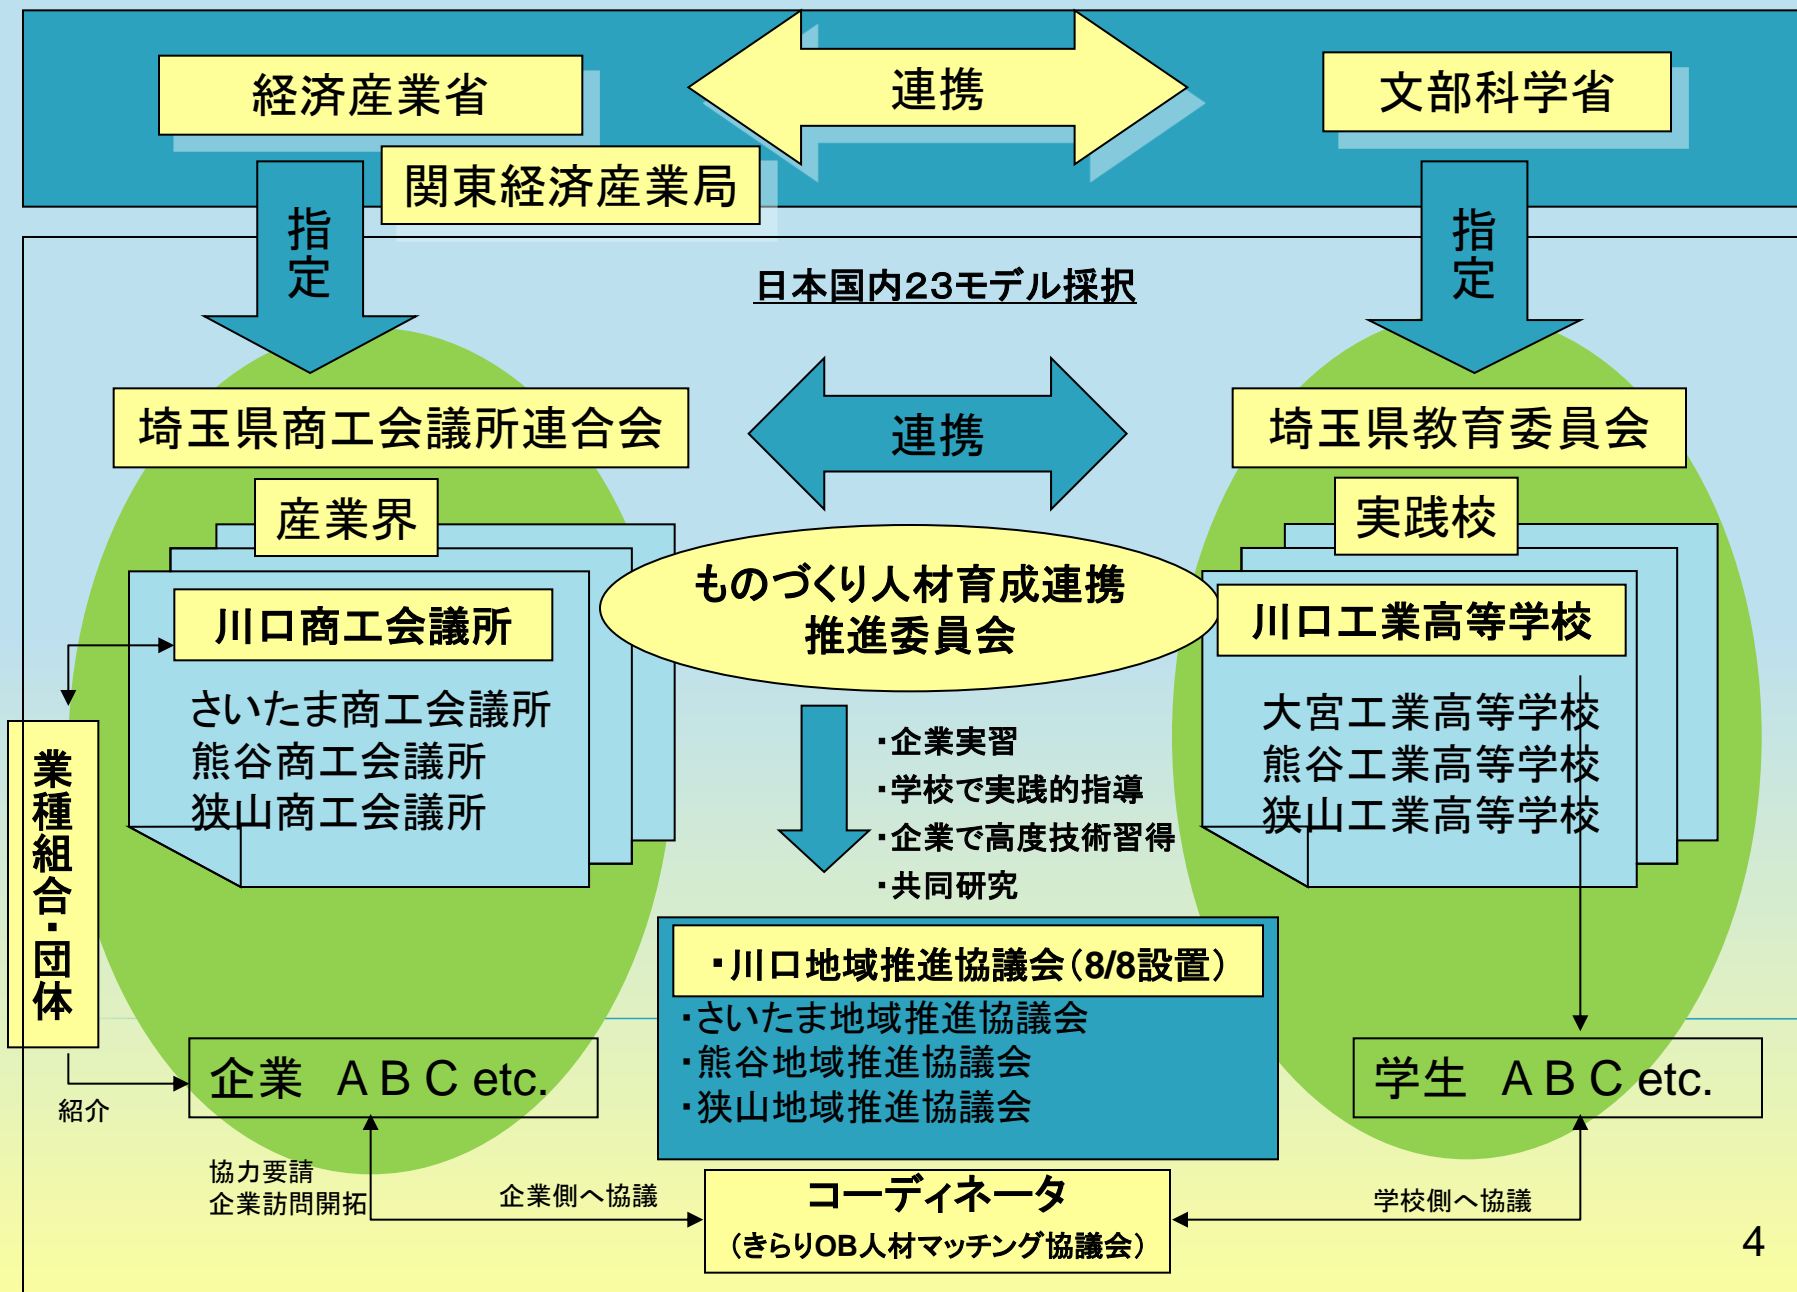 経済産業省
連携
文部科学省
関東経済産業局
指定
指定
日本国内23モデル採択
埼玉県商工会議所連合会
連携
埼玉県教育委員会
産業界
実践校
川口商工会議所
さいたま商工会議所
熊谷商工会議所
狭山商工会議所
ものづくり人材育成連携
推進委員会
川口工業高等学校
大宮工業高等学校
熊谷工業高等学校
狭山工業高等学校
業種組合・団体
・企業実習
・学校で実践的指導
・企業で高度技術習得
・共同研究
・川口地域推進協議会（8/8設置）
・さいたま地域推進協議会
・熊谷地域推進協議会
・狭山地域推進協議会
企業　A B C etc.
学生　A B C etc.
紹介
協力要請
企業訪問開拓
企業側へ協議
コーディネータ
（きらりOB人材マッチング協議会）
学校側へ協議
4